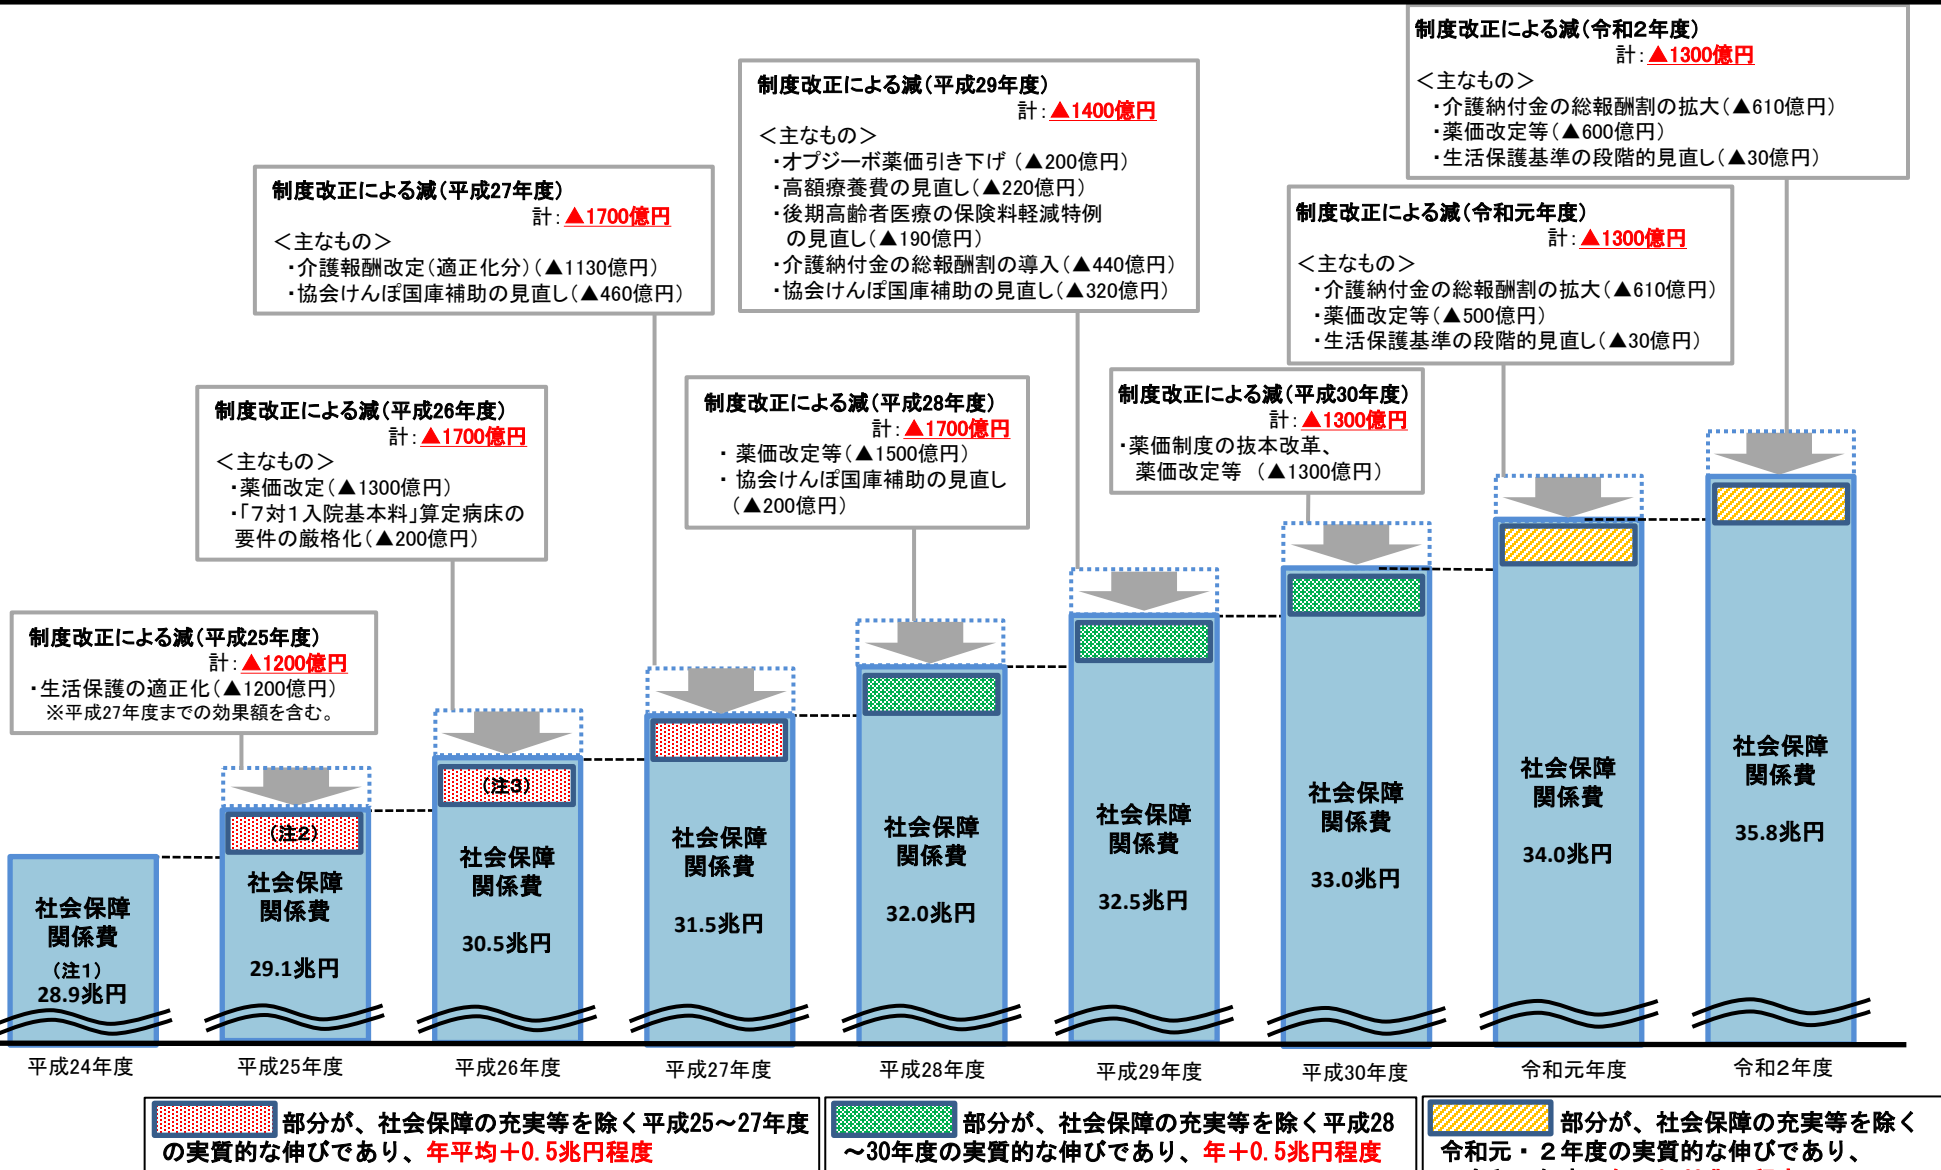 制度改正による減(令和2年度)
計:▲1300億円
＜主なもの＞
・介護納付金の総報酬割の拡大(▲610億円)
・薬価改定等(▲600億円)
・生活保護基準の段階的見直し(▲30億円)
制度改正による減(平成29年度)
計:▲1400億円
＜主なもの＞
・オプジーボ薬価引き下げ (▲200億円)
・高額療養費の見直し(▲220億円)
・後期高齢者医療の保険料軽減特例
の見直し(▲190億円)
・介護納付金の総報酬割の導入(▲440億円)
・協会けんぽ国庫補助の見直し(▲320億円)
制度改正による減(平成27年度)
計:▲1700億円
＜主なもの＞
・介護報酬改定(適正化分)(▲1130億円)
・協会けんぽ国庫補助の見直し(▲460億円)
制度改正による減(令和元年度)
計:▲1300億円
＜主なもの＞
・介護納付金の総報酬割の拡大(▲610億円)
・薬価改定等(▲500億円)
・生活保護基準の段階的見直し(▲30億円)
制度改正による減(平成26年度)
計:▲1700億円
＜主なもの＞
・薬価改定(▲1300億円)
・「7対1入院基本料」算定病床の
要件の厳格化(▲200億円)
制度改正による減(平成28年度)
計:▲1700億円
・ 薬価改定等(▲1500億円)
・ 協会けんぽ国庫補助の見直し
(▲200億円)
制度改正による減(平成30年度)
計:▲1300億円
・薬価制度の抜本改革、
薬価改定等 (▲1300億円)
制度改正による減(平成25年度)
計:▲1200億円
・生活保護の適正化(▲1200億円)
※平成27年度までの効果額を含む。
社会保障
関係費
(注1)
28.9兆円
(注2)
社会保障
関係費
29.1兆円
(注3)
社会保障
関係費
30.5兆円
社会保障
関係費
31.5兆円
社会保障
関係費
32.0兆円
社会保障
関係費
32.5兆円
社会保障
関係費
33.0兆円
社会保障
関係費
34.0兆円
社会保障
関係費
35.8兆円
平成24年度
平成25年度
平成26年度
平成27年度
平成28年度
平成29年度
平成30年度
令和元年度
令和2年度
部分が、社会保障の充実等を除く平成25～27年度
の実質的な伸びであり、年平均＋0.5兆円程度
部分が、社会保障の充実等を除く平成28
～30年度の実質的な伸びであり、年＋0.5兆円程度
部分が、社会保障の充実等を除く
令和元・２年度の実質的な伸びであり、